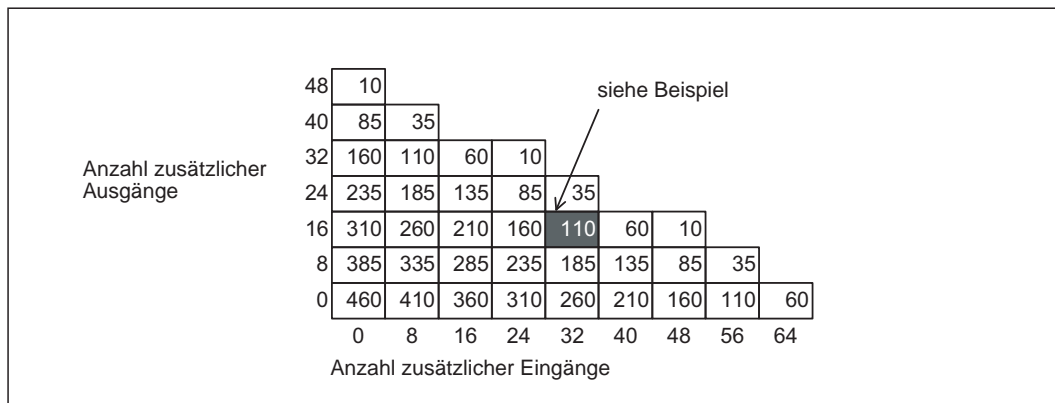 siehe Beispiel
48 10
40 85 35
Anzahl zusätzlicher
Ausgänge
32 160 110 60 10
24 235 185 135 85 35
16 310 260 210 160 110 60 10
8 385 335 285 235 185 135 85 35
0 460 410 360 310 260 210 160 110 60
0 8 16 24 32 40 48 56 64
Anzahl zusätzlicher Eingänge